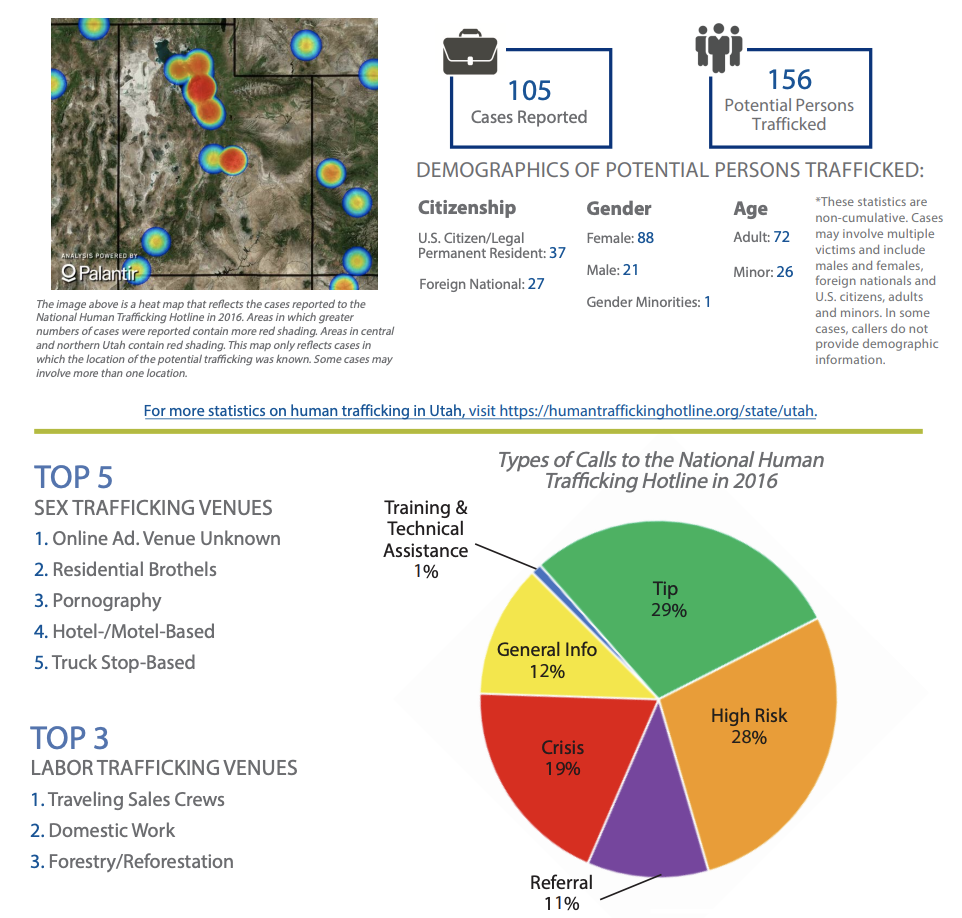 ANALYSIS POWERED BY
Palantir
The image above is a heat map that reflects the cases reported to the
National Human Trafficking Hotline in 2016. Areas in which greater
numbers of cases were reported contain more red shading. Areas in central
and northern Utah contain red shading. This map only reflects cases in
which the location of the potential trafficking was known. Some cases may
involve more than one location.
105
Cases Reported
156
Potential Persons
Trafficked
DEMOGRAPHICS OF POTENTIAL PERSONS TRAFFICKED:
Citizenship
U.S. Citizen/Legal
Permanent Resident: 37
Foreign National: 27
Gender
Female: 88
Male: 21
Gender Minorities: 1
Age
Adult: 72
Minor: 26
*These statistics are
non-cumulative. Cases
may involve multiple
victims and include
males and females,
foreign nationals and
U.S. citizens, adults
and minors. In some
cases, callers do not
provide demographic
information.
For more statistics on human trafficking in Utah, visit https://humantraffickinghotline.org/state/utah.
TOP 5
SEX TRAFFICKING VENUES
1. Online Ad. Venue Unknown
2. Residential Brothels
3. Pornography
4. Hotel-/Motel-Based
5. Truck Stop-Based
TOP 3
LABOR TRAFFICKING VENUES
1. Traveling Sales Crews
2. Domestic Work
3. Forestry/Reforestation
Types of Calls to the National Human
Trafficking Hotline in 2016
Training &
Technical
Assistance
1%
Tip
29%
General Info
12%
High Risk
28%
Crisis
19%
Referral
11%